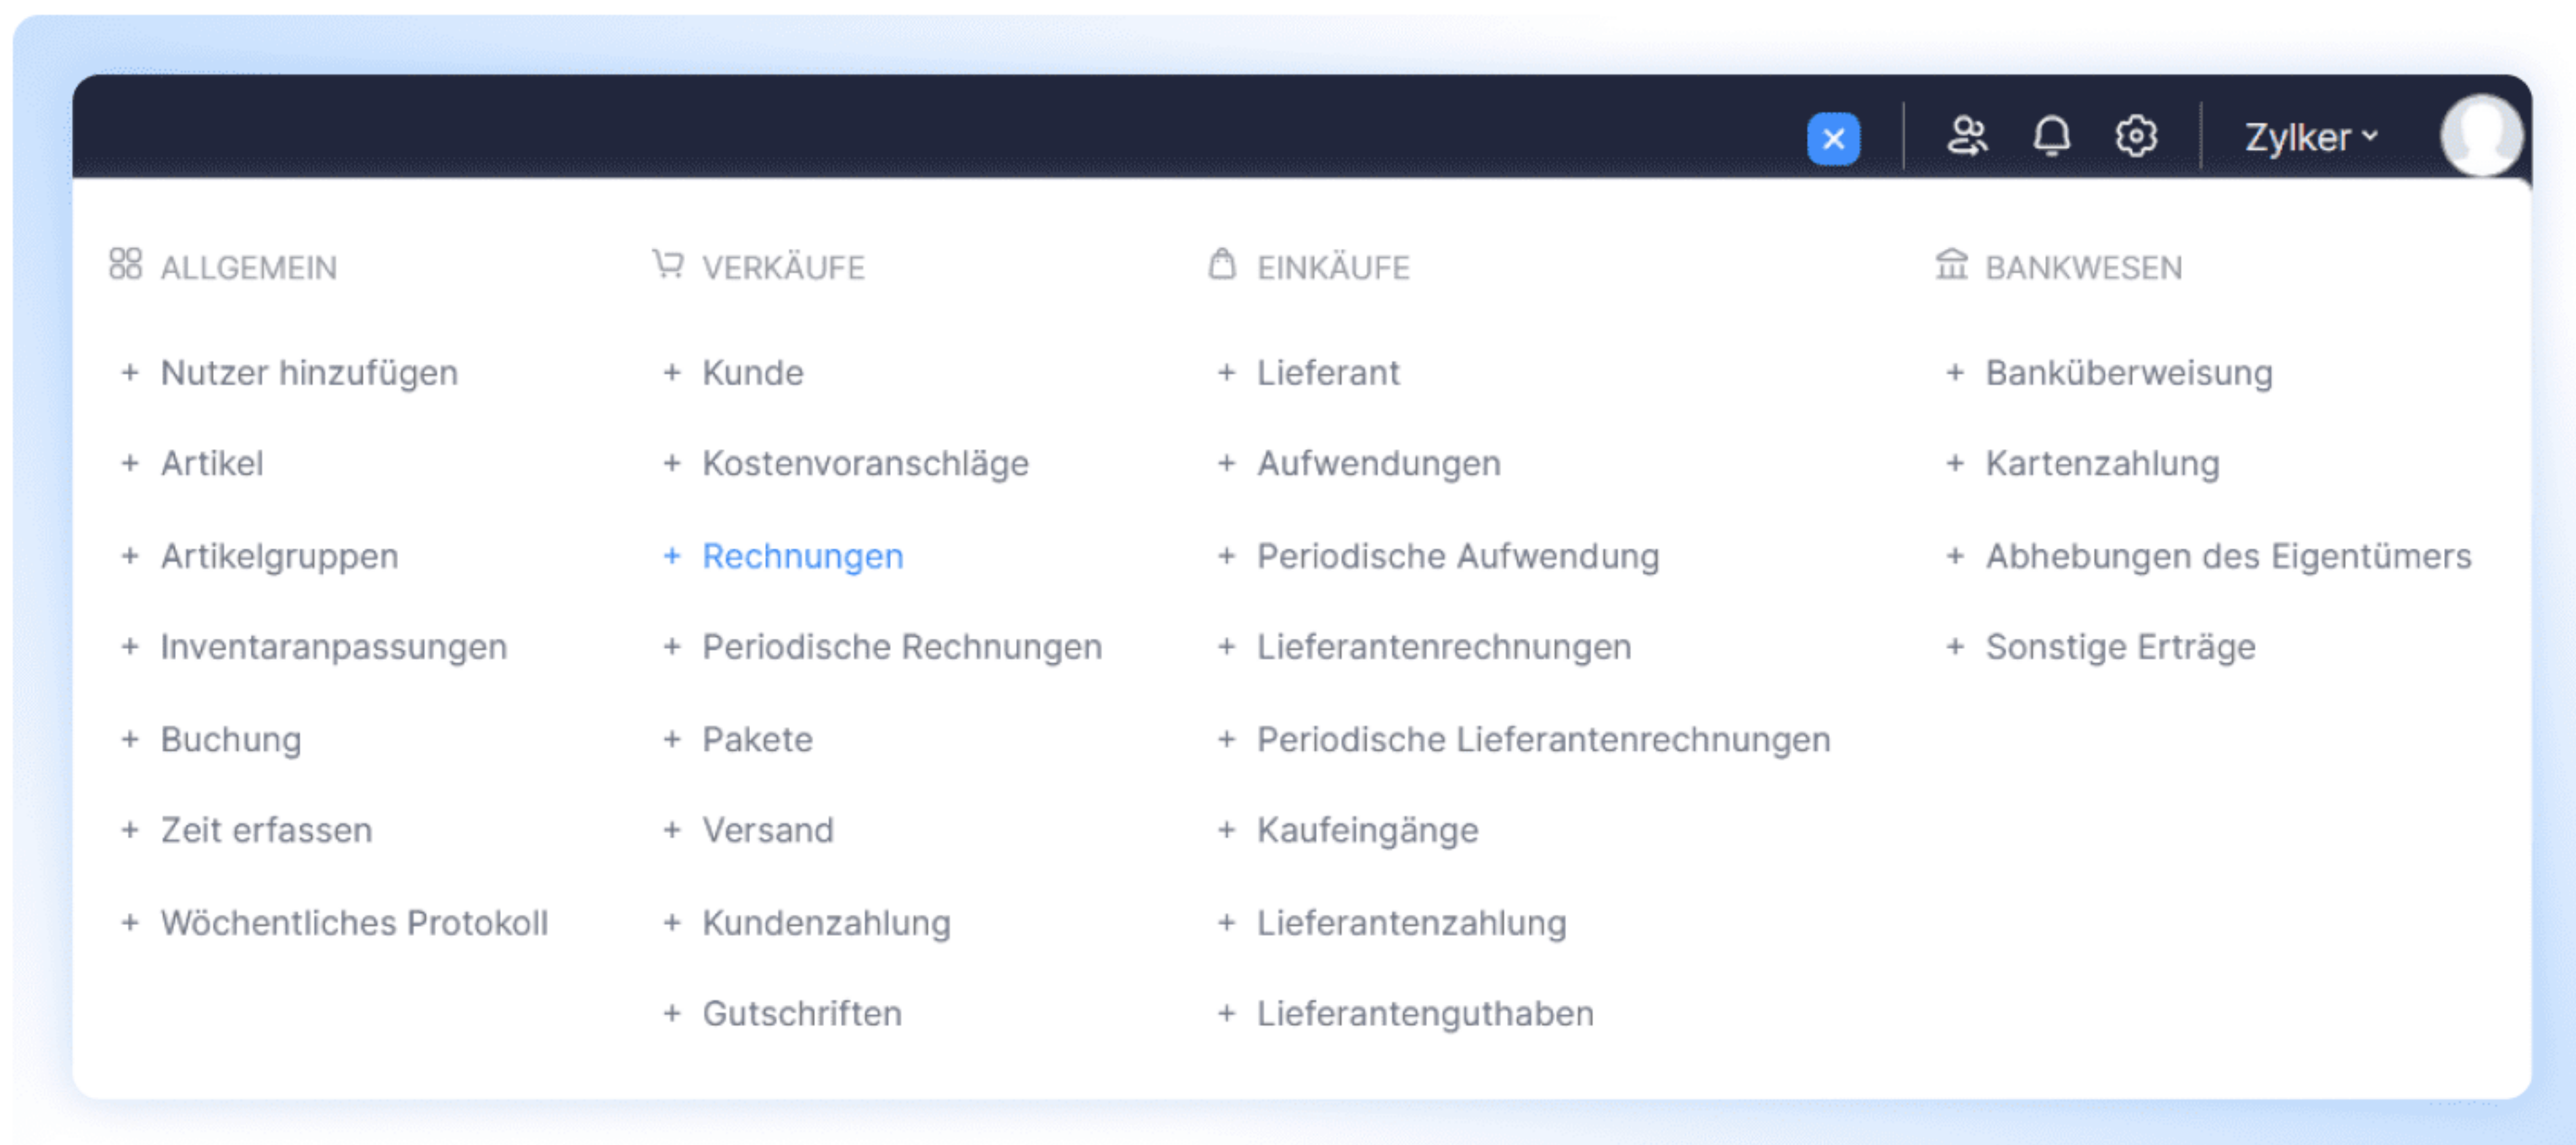 Zylker
ALLGEMEIN
+ Nutzer hinzufügen
+ Artikel
+ Artikelgruppen
+ Inventaranpassungen
+ Buchung
+ Zeit erfassen
+ Wöchentliches Protokoll
VERKÄUFE
+ Kunde
+ Kostenvoranschläge
+ Rechnungen
+ Periodische Rechnungen
+ Pakete
+ Versand
+ Kundenzahlung
+ Gutschriften
EINKÄUFE
+ Lieferant
+ Aufwendungen
+ Periodische Aufwendung
+ Lieferantenrechnungen
+ Periodische Lieferantenrechnungen
+ Kaufeingänge
+ Lieferantenzahlung
+ Lieferantenguthaben
BANKWESEN
+ Banküberweisung
+ Kartenzahlung
+ Abhebungen des Eigentümers
+ Sonstige Erträge